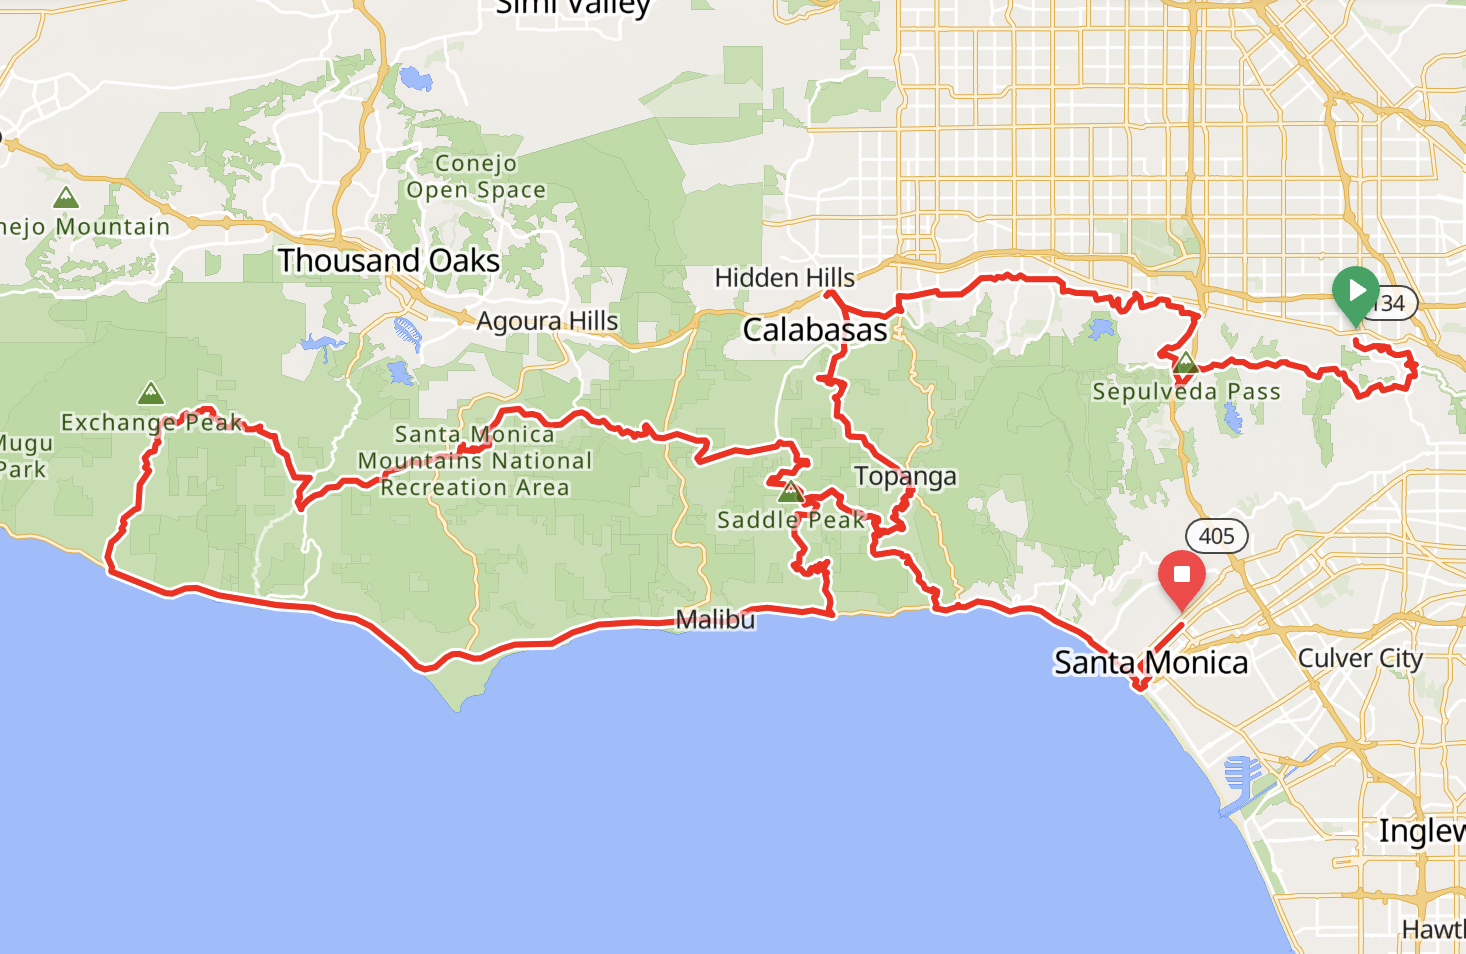 Simi Valley
Conejo
Open Space
nejo Mountain
Thousand Oaks
Hidden Hills
134
Agoura Hills
Calabasas
Sepulveda Pass
Exchange Peak
Mugu
Park
Santa Monica
Mountains National
Recreation Area
Topanga
Saddle Peak
405
Malibu
Santa Monica
Culver City
Inglew
Hawth